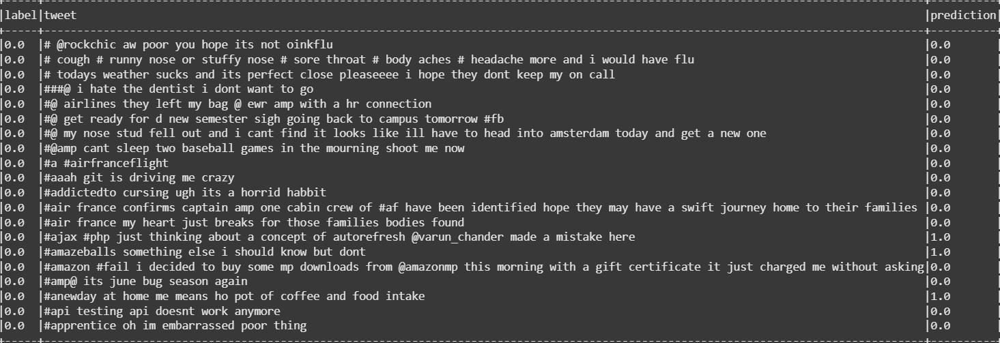 +-----+----------------------------------------------------------------------------------------------------------------------------------+----------+
|label|tweet |prediction|
+-----+----------------------------------------------------------------------------------------------------------------------------------+----------+
|0.0 |# @rockchic aw poor you hope its not oinkflu |0.0
|0.0 |# cough # runny nose or stuffy nose # sore throat # body aches # headache more and i would have flu |0.0
|0.0 |# todays weather sucks and its perfect close pleaseeee i hope they dont keep my on call |0.0
|0.0 |###@ i hate the dentist i dont want to go |0.0
|0.0 |#@ airlines they left my bag @ ewr amp with a hr connection |0.0
|0.0 |#@ get ready for d new semester sigh going back to campus tomorrow #fb |0.0
|0.0 |#@ my nose stud fell out and i cant find it looks like ill have to head into amsterdam today and get a new one |0.0
|0.0 |#@amp cant sleep two baseball games in the mourning shoot me now |0.0
|0.0 |#a #airfranceflight |0.0
|0.0 |#aaah git is driving me crazy |0.0
|0.0 |#addictedto cursing ugh its a horrid habbit |0.0
|0.0 |#air france confirms captain amp one cabin crew of #af have been identified hope they may have a swift journey home to their families |0.0
|0.0 |#air france my heart just breaks for those families bodies found |0.0
|0.0 |#ajax #php just thinking about a concept of autorefresh @varun_chander made a mistake here |1.0
|0.0 |#amazeballs something else i should know but dont |1.0
|0.0 |#amazon #fail i decided to buy some mp downloads from @amazonmp this morning with a gift certificate it just charged me without asking|0.0
|0.0 |#amp@ its june bug season again |0.0
|0.0 |#anewday at home me means ho pot of coffee and food intake |1.0
|0.0 |#api testing api doesnt work anymore |0.0
|0.0 |#apprentice oh im embarrassed poor thing |0.0
+-----+----------------------------------------------------------------------------------------------------------------------------------+----------+